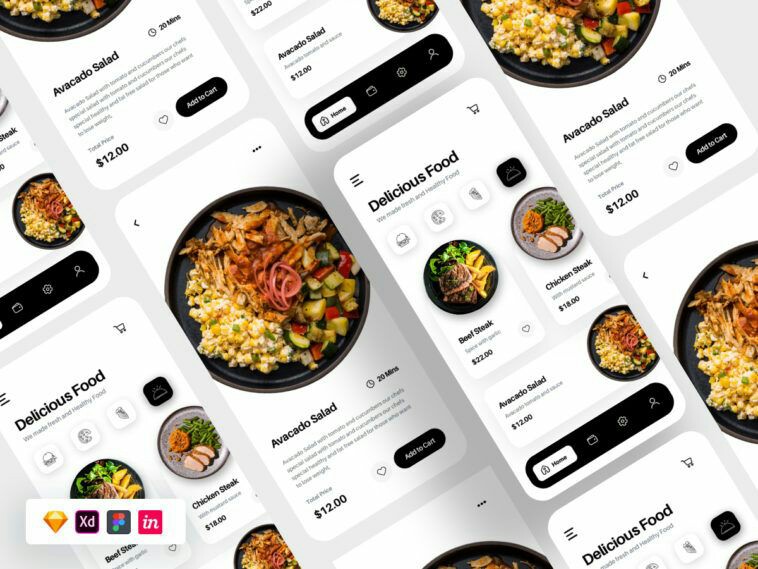 20 Mins
Avacado Salad
Avacado Salad with tomato and cucumbers our chefs
special salad with tomato and cucumbers our chefs
special healthy and fat free salad for those who want
to lose weight.
Total Price
$12.00
Add to Cart
Steak
sauce
Delicious Food
We made fresh and Healthy Food
Chicken Steak
With mustard sauce
$18.00
Beef Steak
Xd
in
$22.00
Avacado Salad
Avacado tomato and sauce
$12.00
Home
20 Mins
Avacado Salad
Avacado Salad with tomato and cucumbers our chefs
special salad with tomato and cucumbers our chefs
special healthy and fat free salad for those who want
to lose weight.
Total Price
$12.00
Add to Cart
Delicious Food
We made fresh and Healthy Food
Beef Steak
Spice with garlic
$22.00
Chicken Steak
With mustard sauce
$18.00
Avacado Salad
Avacado tomato and sauce
$12.00
Home
20 Mins
Avacado Salad
Avacado Salad with tomato and cucumbers our chefs
special salad with tomato and cucumbers our chefs
special healthy and fat free salad for those who want
to lose weight.
Total Price
$12.00
Add to Cart
Delicious Food
We made fresh and Healthy Food